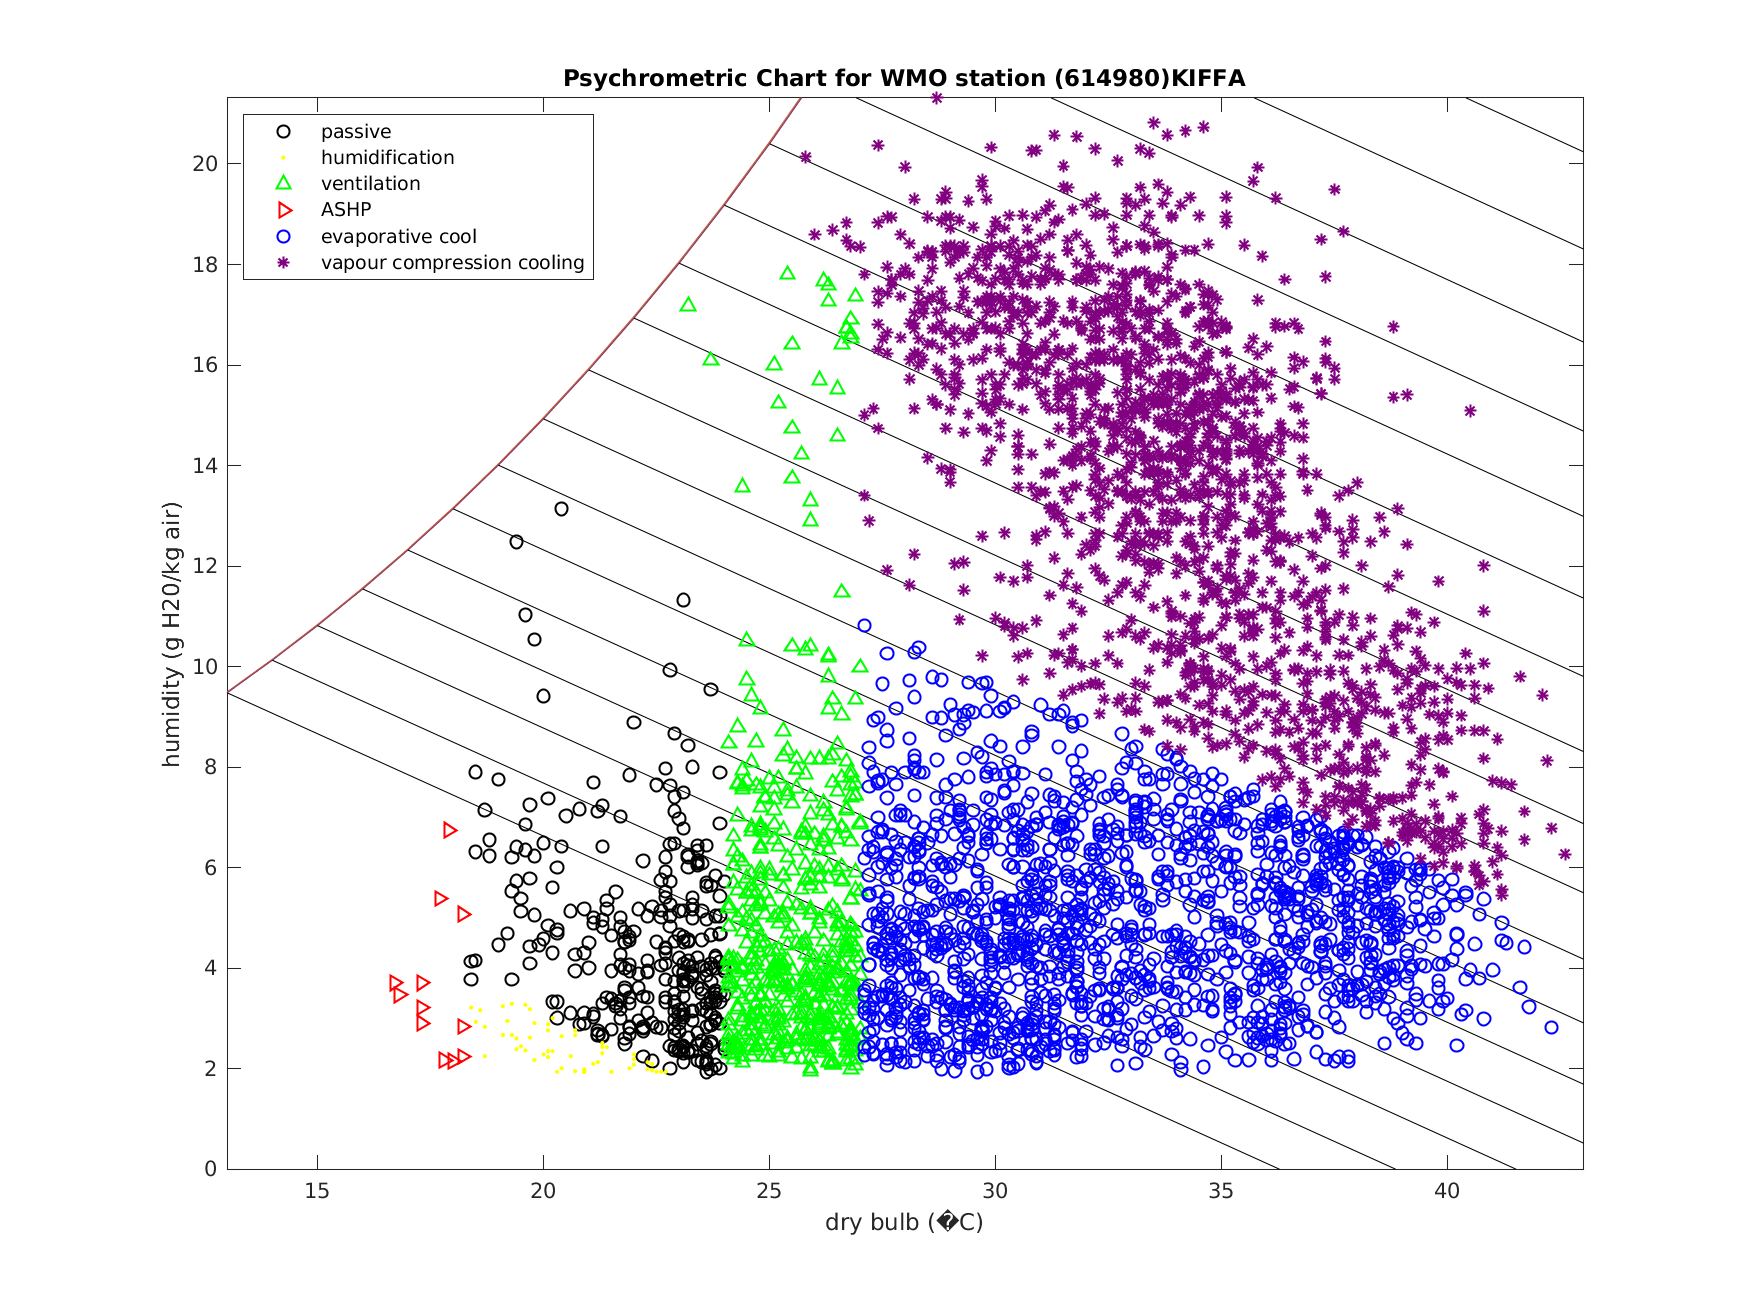 Psychrometric Chart for WMO station (614980)KIFFA
passive
humidification
ventilation
ASHP
evaporative cool
vapour compression cooling
humidity (g H20/kg air)
20
18
16
14
12
10
8
6
4
2
0
15 20 25 30 35 40
dry bulb (�C)